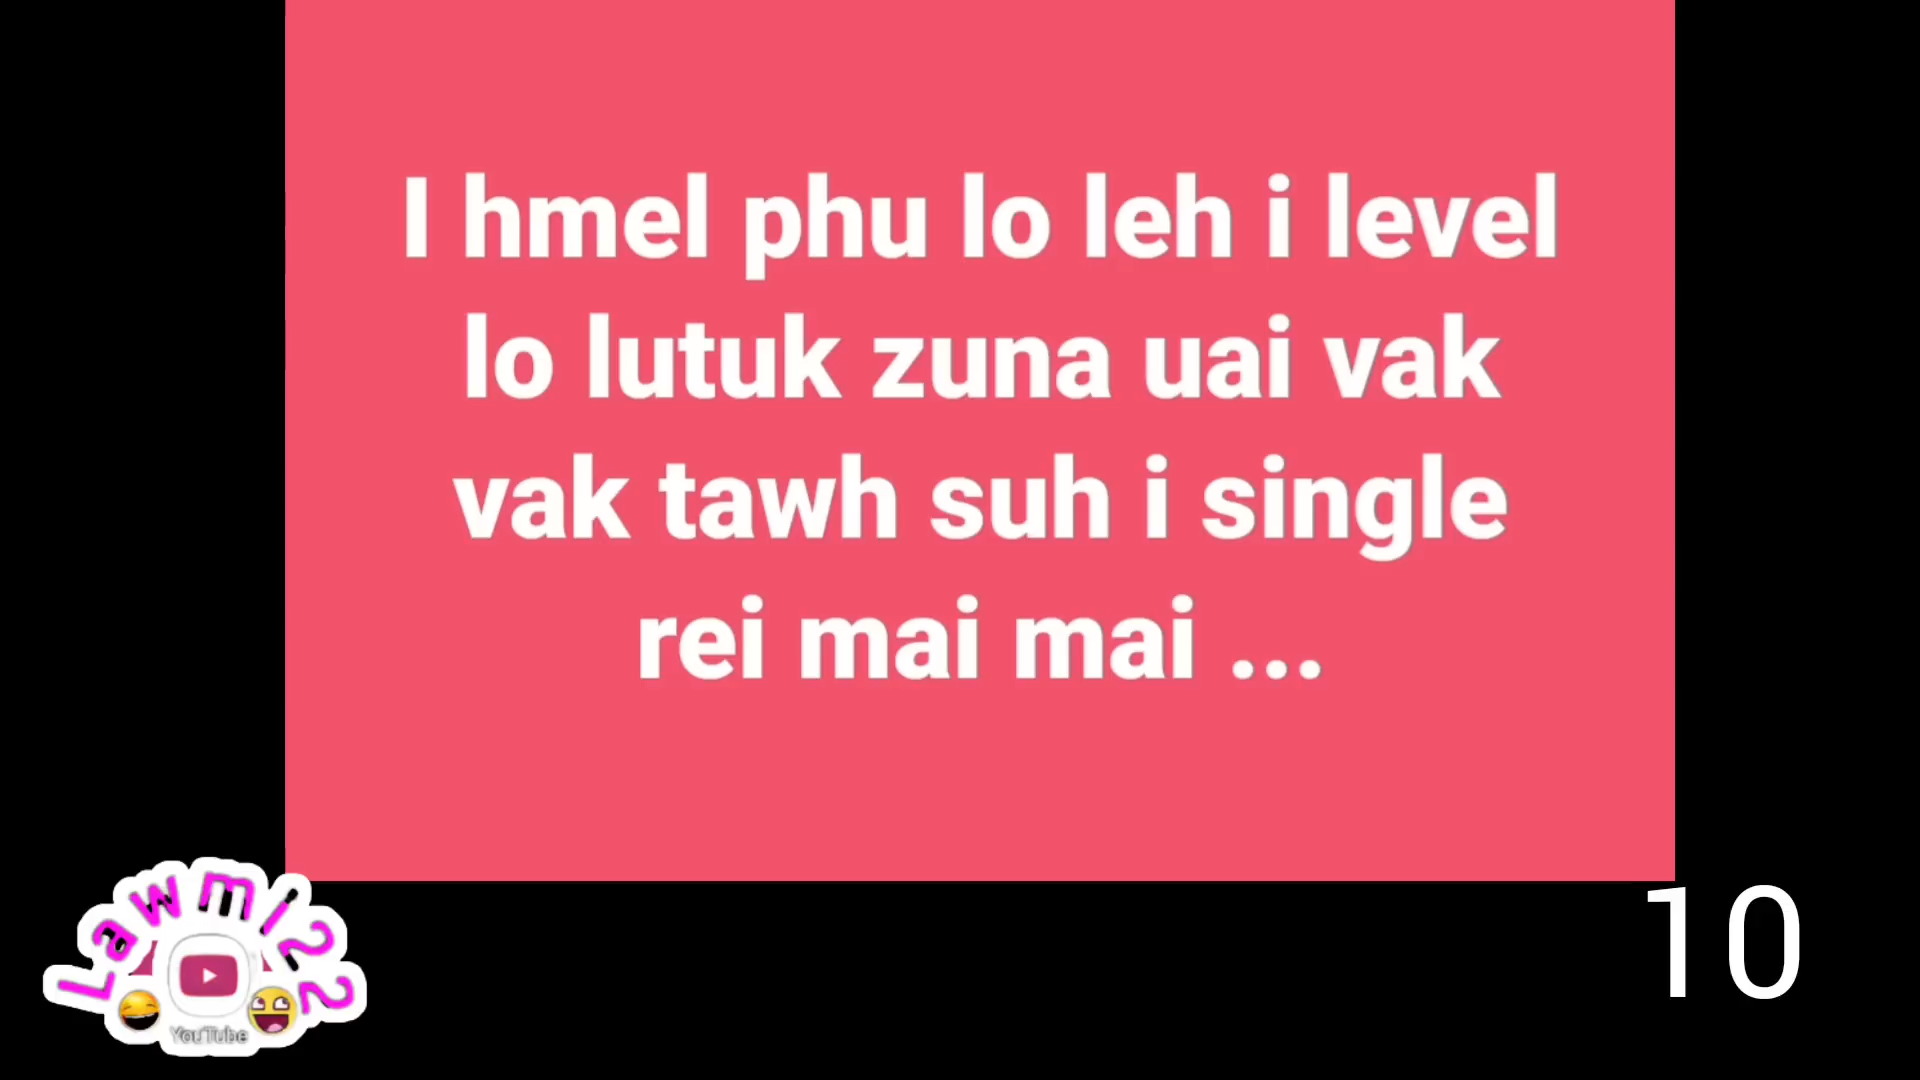 I hmel phu lo leh i level
lo lutuk zuna uai vak
vak tawh suh i single
rei mai mai ...
Lawmi22
YouTube
10